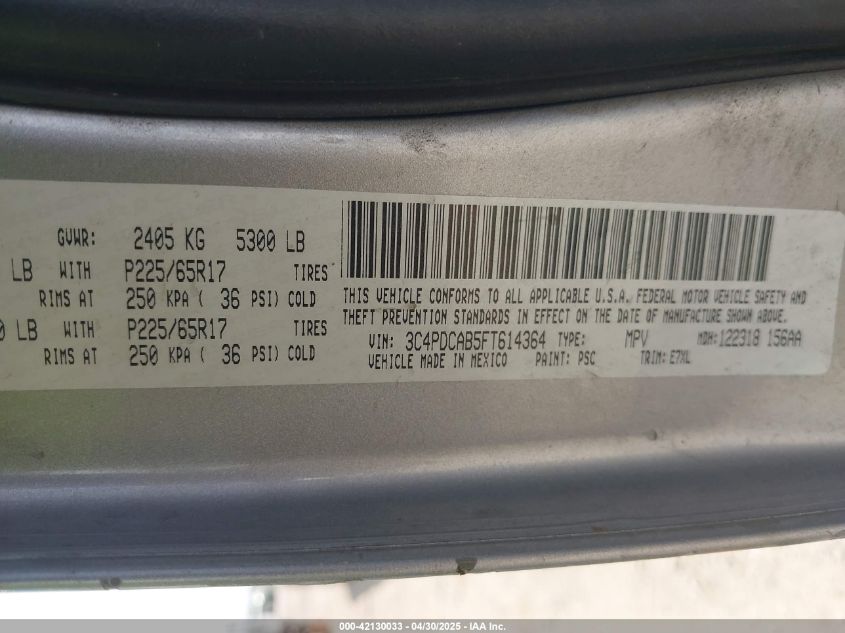 GVWR: 2405 KG 5300 LB
LB WITH P225/65R17 TIRES
RIMS AT 250 KPA ( 36 PSI) COLD
0 LB WITH P225/65R17 TIRES
RIMS AT 250 KPA ( 36 PSI) COLD
THIS VEHICLE CONFORMS TO ALL APPLICABLE U.S.A. FEDERAL MOTOR VEHICLE SAFETY AND
THEFT PREVENTION STANDARDS IN EFFECT ON THE DATE OF MANUFACTURE SHOWN ABOVE.
VIN: 3C4PDCAB5FT614364 TYPE: MPV MDH: 122318 156AA
VEHICLE MADE IN MEXICO PAINT: PSC TRIM: E7XL
000-42130033 - 04/30/2025 - IAA Inc.